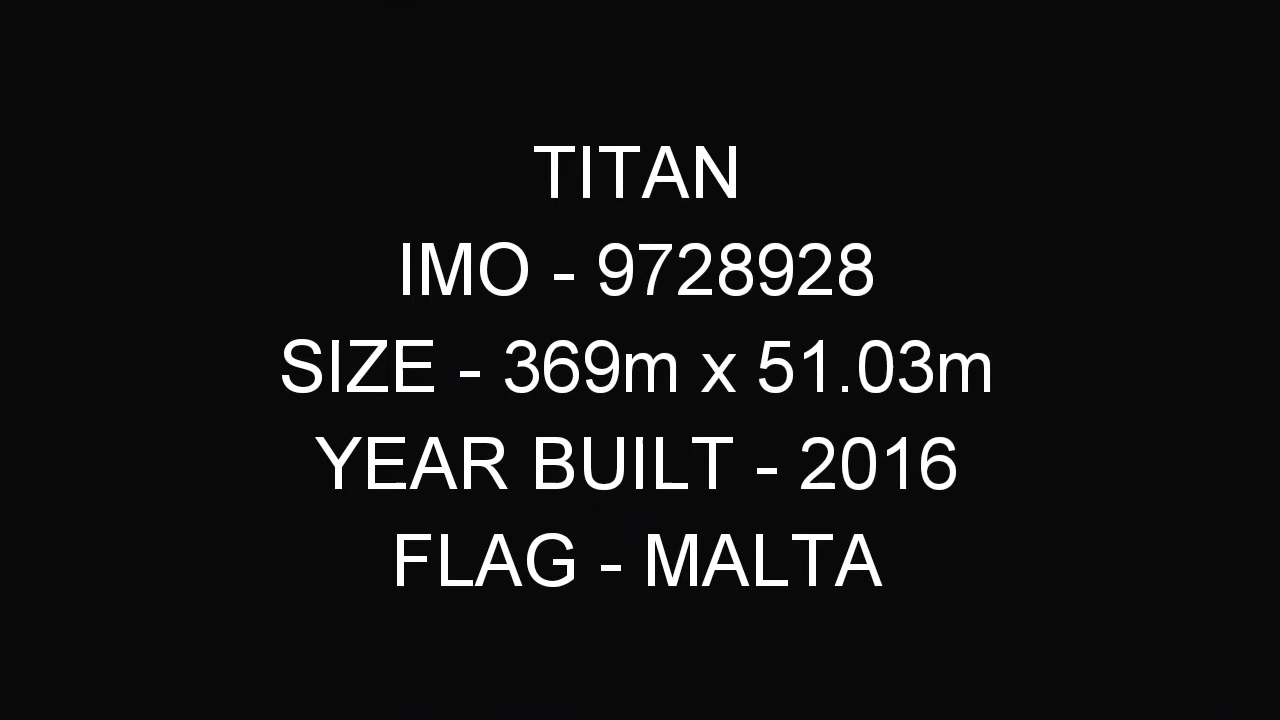 TITAN
IMO - 9728928
SIZE - 369m x 51.03m
YEAR BUILT - 2016
FLAG - MALTA